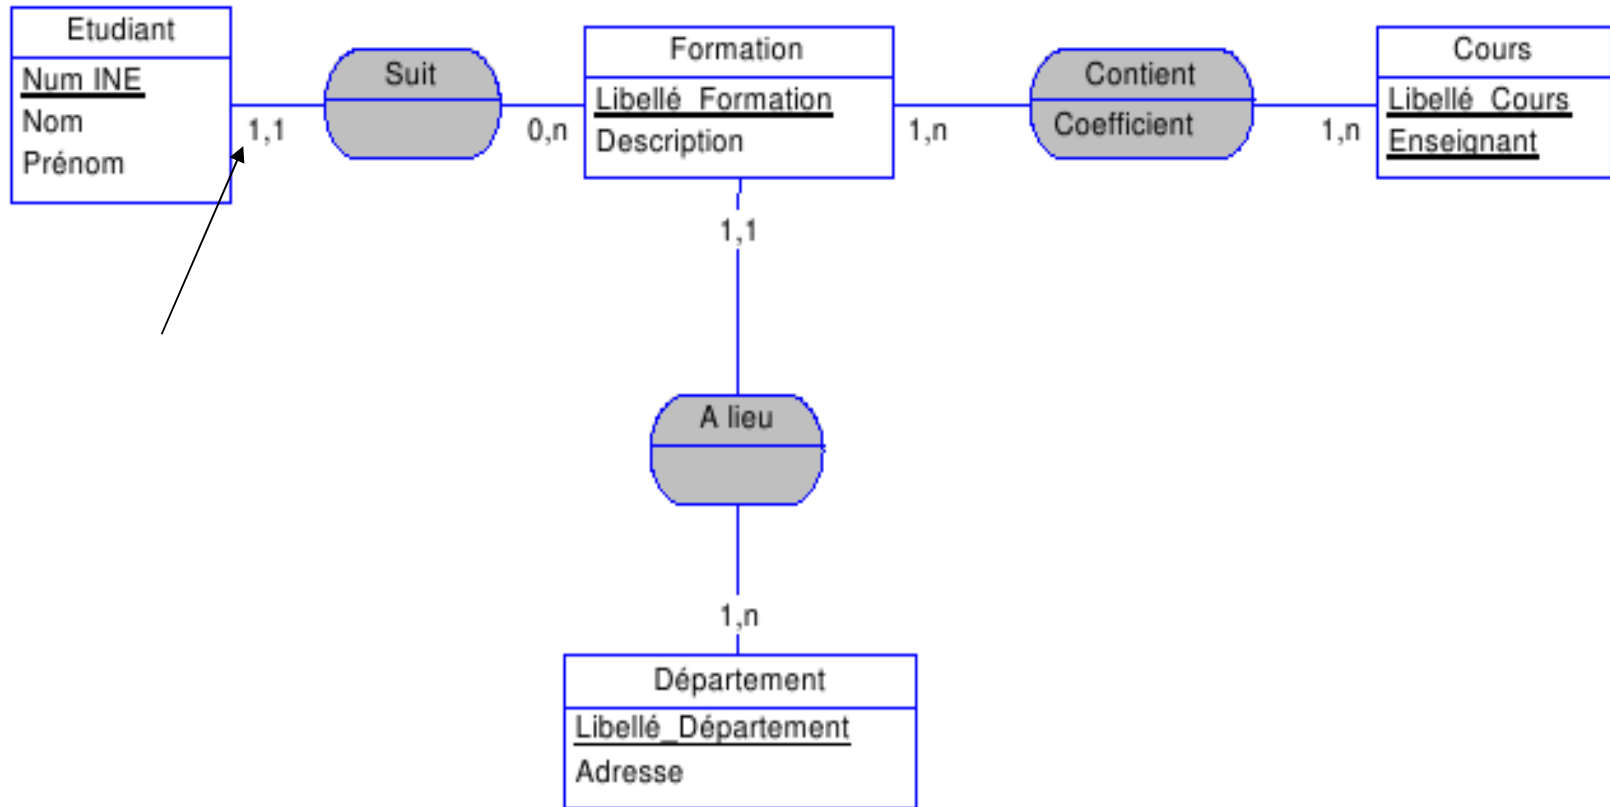 Etudiant
Num INE
Nom
Prénom
1,1
Suit
0,n
Formation
Libellé_Formation
Description
1,n
Contient
Coefficient
1,n
Cours
Libellé_Cours
Enseignant
1,1
A lieu
1,n
Département
Libellé_Département
Adresse